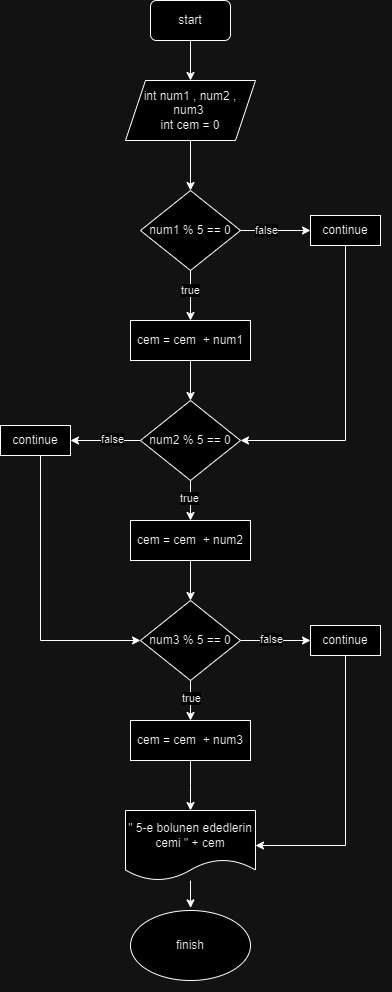 start
int num1 , num2 ,
num3
int cem = 0
num1 % 5 == 0
false
continue
true
cem = cem + num1
continue
false
num2 % 5 == 0
true
cem = cem + num2
num3 % 5 == 0
false
continue
true
cem = cem + num3
" 5-e bolunen ededlerin
cemi " + cem
finish